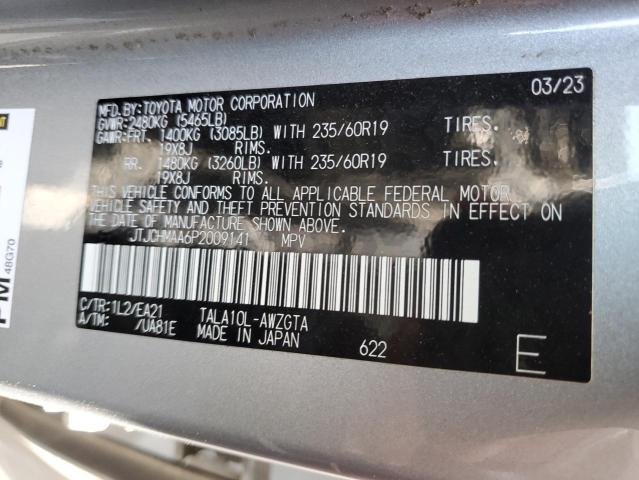 03/23
MFD.BY:TOYOTA MOTOR CORPORATION
GVWR:2480KG (5465LB)
GAWR:FRT. 1400KG (3085LB) WITH 235/60R19 TIRES.
19X8J RIMS.
RR. 1480KG (3260LB) WITH 235/60R19 TIRES.
19X8J RIMS.
THIS VEHICLE CONFORMS TO ALL APPLICABLE FEDERAL MOTOR
VEHICLE SAFETY AND THEFT PREVENTION STANDARDS IN EFFECT ON
THE DATE OF MANUFACTURE SHOWN ABOVE.
JTJCHMAA6P2009141 MPV
C/TR:1L2/EA21 TALA10L-AWZGTA
A/TM: /UA81E MADE IN JAPAN 622 E
PM
48G70